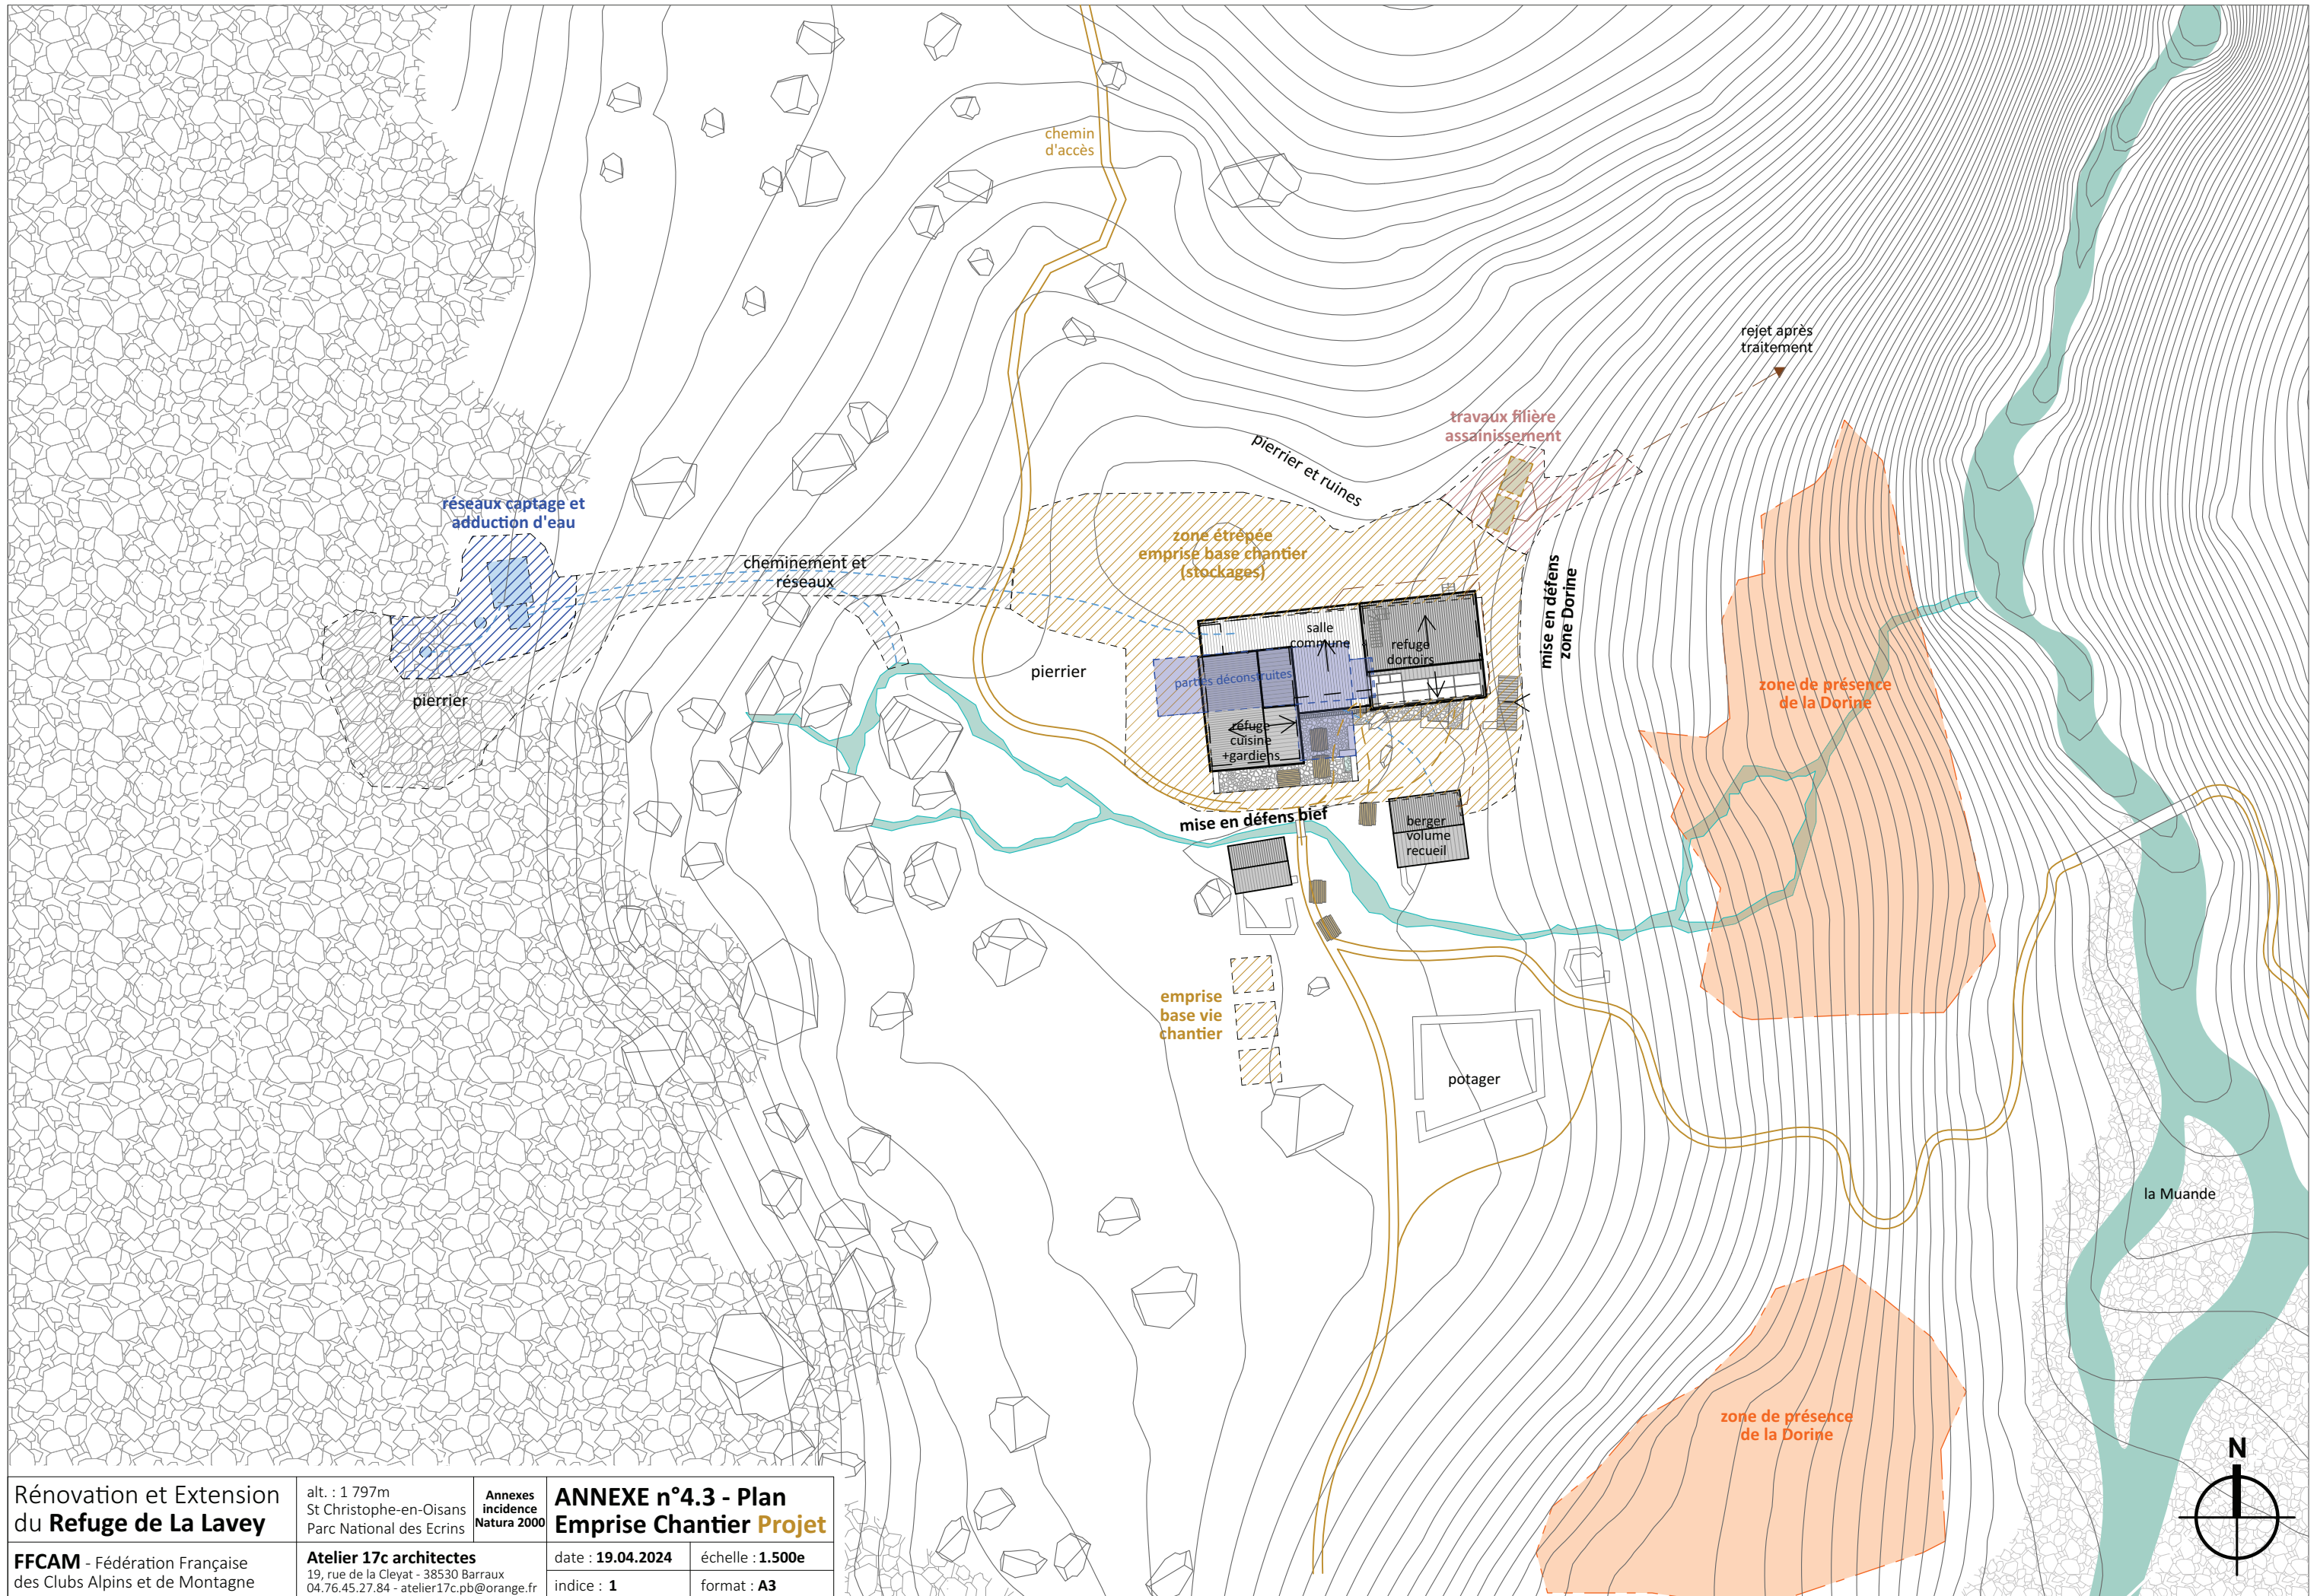 chemin
d'accès
rejet après
traitement
travaux filière
assainissement
pierrier et ruines
réseaux captage et
adduction d'eau
zone étrépée
emprise base chantier
(stockages)
cheminement et
réseaux
mise en défens
zone Dorine
salle
commune
refuge
dortoirs
pierrier
parties déconstruites
pierrier
zone de présence
de la Dorine
refuge
cuisine
+gardiens
mise en défens bief
berger
volume
recueil
emprise
base vie
chantier
potager
la Muande
zone de présence
de la Dorine
N
Rénovation et Extension
du Refuge de La Lavey
alt. : 1 797m
St Christophe-en-Oisans
Parc National des Ecrins
Annexes
incidence
Natura 2000
ANNEXE n°4.3 - Plan
Emprise Chantier Projet
FFCAM - Fédération Française
des Clubs Alpins et de Montagne
Atelier 17c architectes
19, rue de la Cleyat - 38530 Barraux
04.76.45.27.84 - atelier17c.pb@orange.fr
date : 19.04.2024
échelle : 1.500e
indice : 1
format : A3